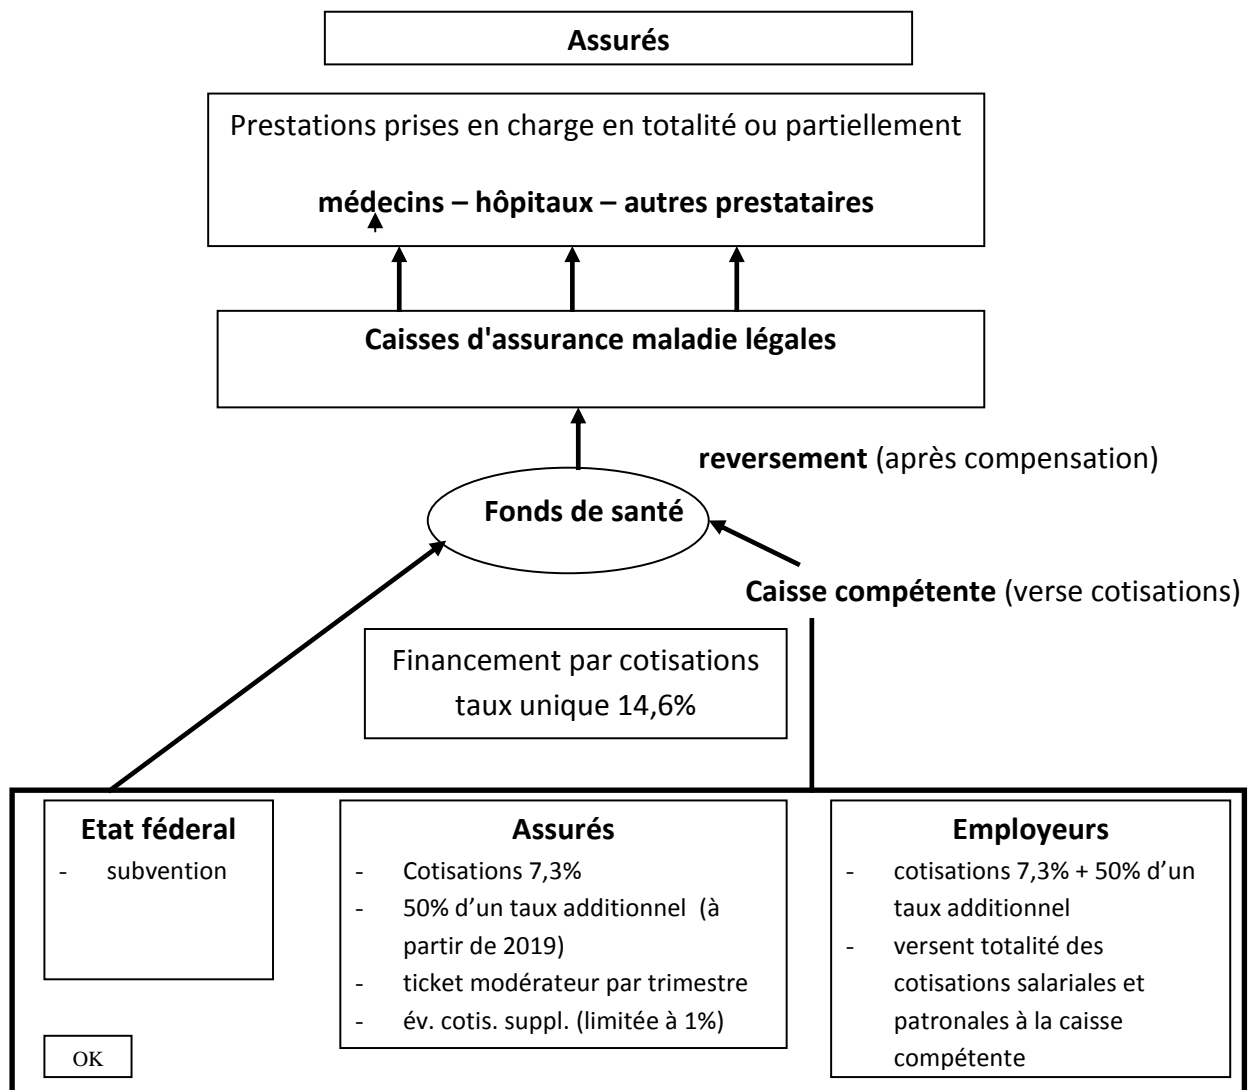 Assurés
Prestations prises en charge en totalité ou partiellement
médecins – hôpitaux – autres prestataires
Caisses d'assurance maladie légales
reversement (après compensation)
Fonds de santé
Caisse compétente (verse cotisations)
Financement par cotisations
taux unique 14,6%
Etat féderal
- subvention
OK
Assurés
- Cotisations 7,3%
- 50% d'un taux additionnel (à
partir de 2019)
- ticket modérateur par trimestre
- év. cotis. suppl. (limitée à 1%)
Employeurs
- cotisations 7,3% + 50% d'un
taux additionnel
- versent totalité des
cotisations salariales et
patronales à la caisse
compétente